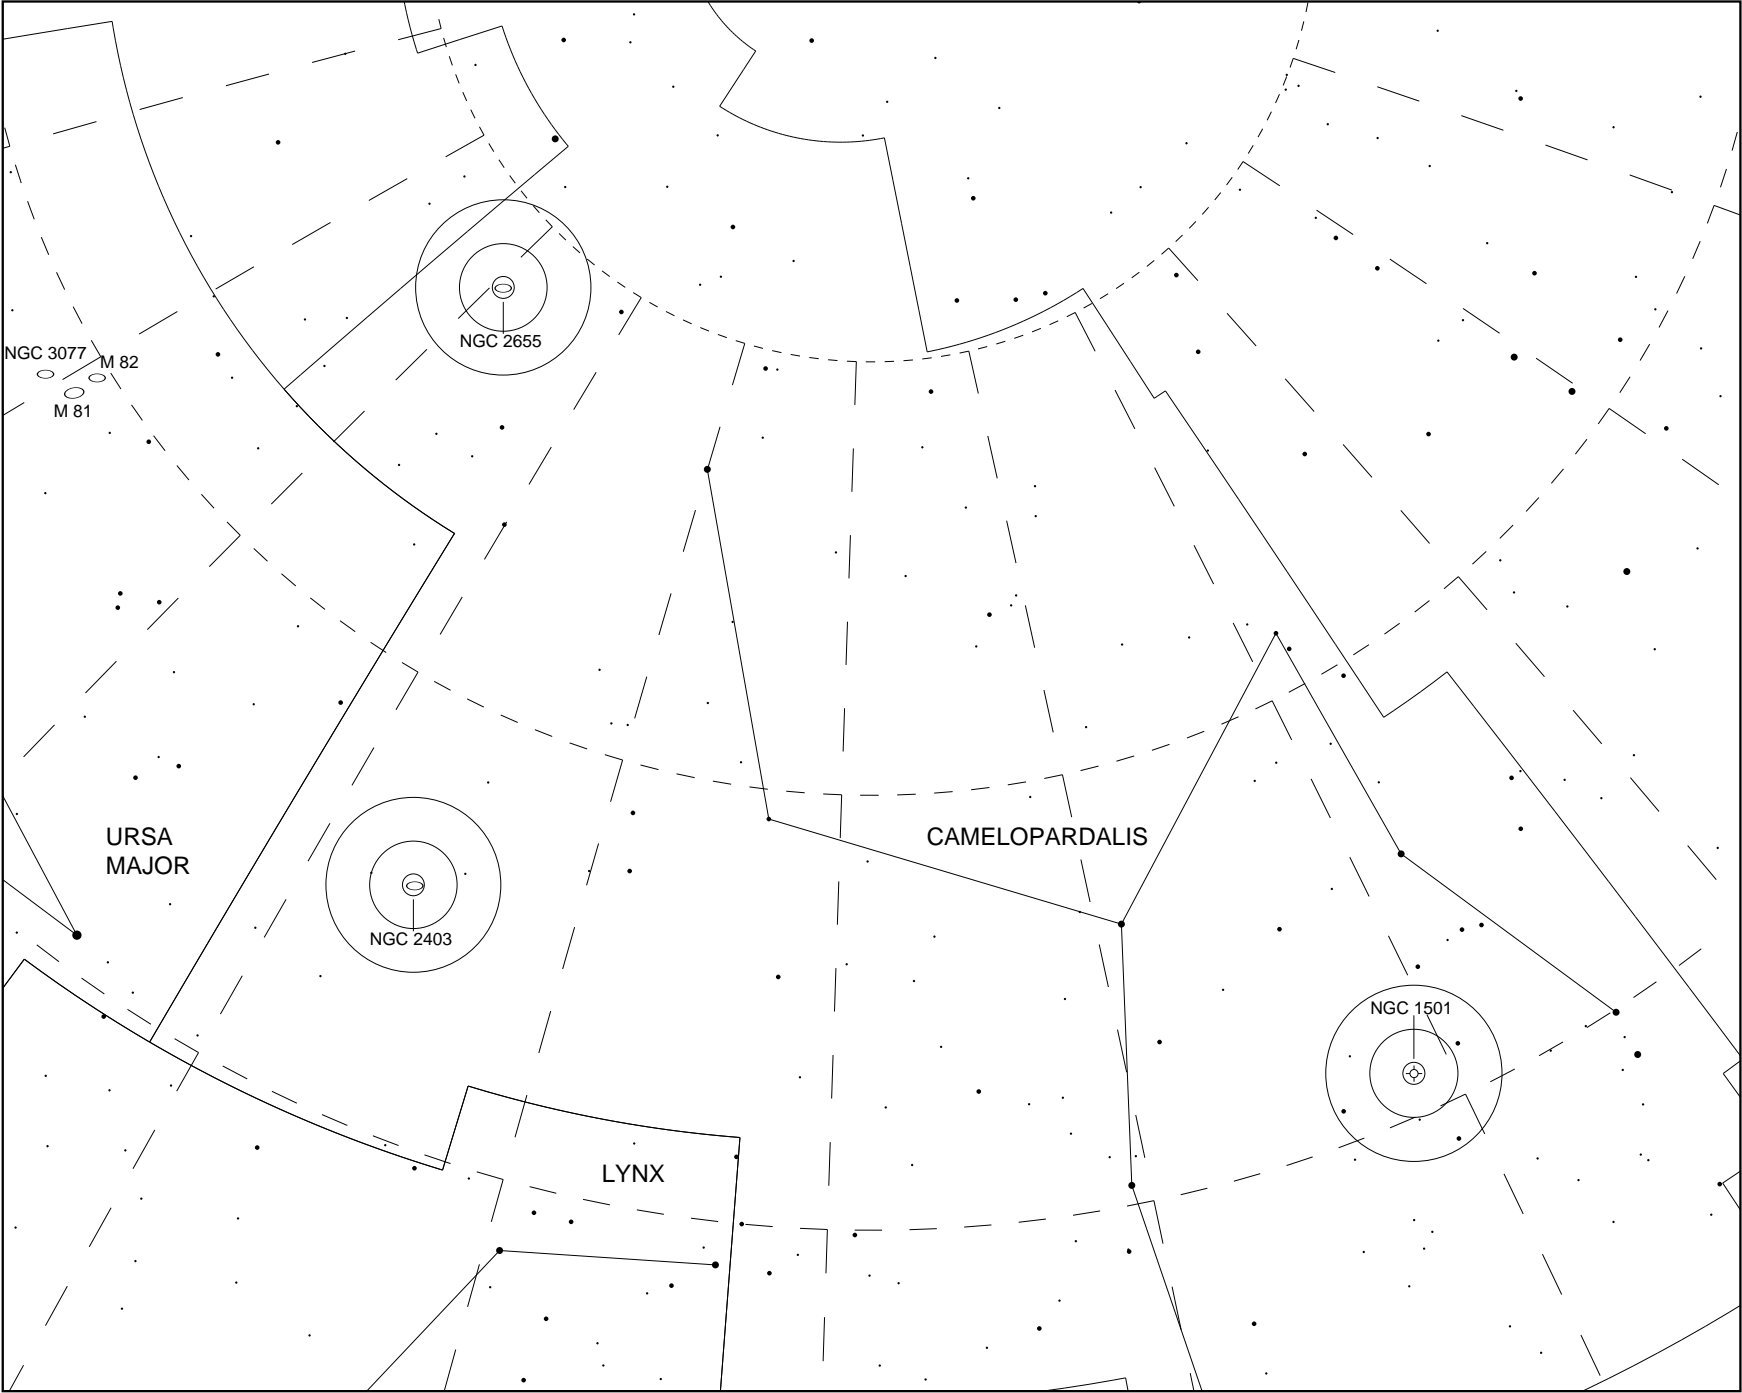 NGC 2655
NGC 3077
M 82
M 81
URSA
MAJOR
CAMELOPARDALIS
NGC 2403
NGC 1501
LYNX